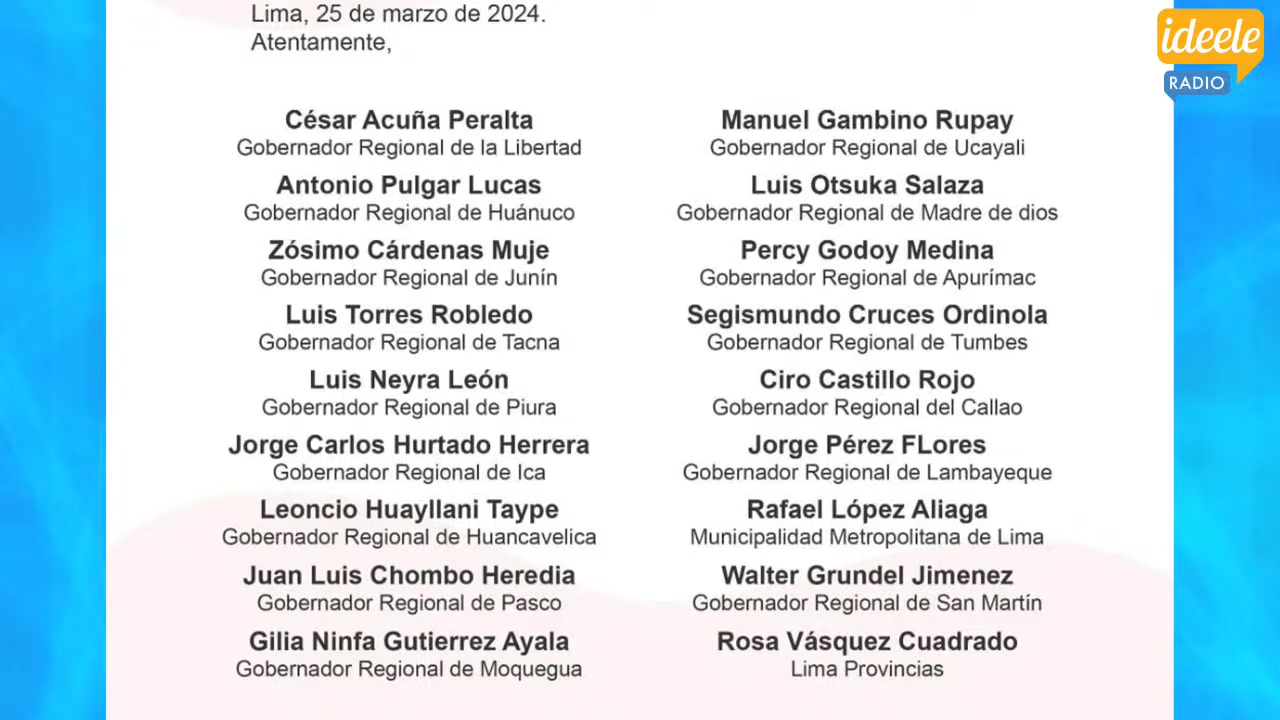 Lima, 25 de marzo de 2024.
Atentamente,
ideele
RADIO
César Acuña Peralta
Gobernador Regional de la Libertad
Antonio Pulgar Lucas
Gobernador Regional de Huánuco
Zósimo Cárdenas Muje
Gobernador Regional de Junín
Luis Torres Robledo
Gobernador Regional de Tacna
Luis Neyra León
Gobernador Regional de Piura
Jorge Carlos Hurtado Herrera
Gobernador Regional de Ica
Leoncio Huayllani Taype
Gobernador Regional de Huancavelica
Juan Luis Chombo Heredia
Gobernador Regional de Pasco
Gilia Ninfa Gutierrez Ayala
Gobernador Regional de Moquegua
Manuel Gambino Rupay
Gobernador Regional de Ucayali
Luis Otsuka Salaza
Gobernador Regional de Madre de dios
Percy Godoy Medina
Gobernador Regional de Apurímac
Segismundo Cruces Ordinola
Gobernador Regional de Tumbes
Ciro Castillo Rojo
Gobernador Regional del Callao
Jorge Pérez FLores
Gobernador Regional de Lambayeque
Rafael López Aliaga
Municipalidad Metropolitana de Lima
Walter Grundel Jimenez
Gobernador Regional de San Martín
Rosa Vásquez Cuadrado
Lima Provincias